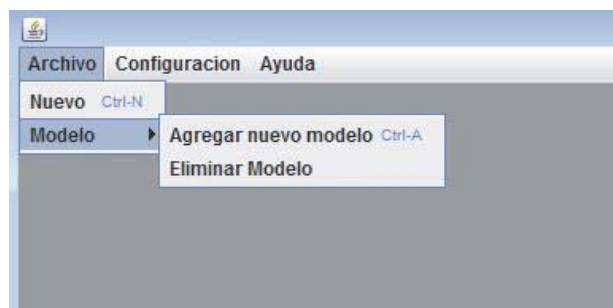 Archivo Configuracion Ayuda
Nuevo Ctrl-N
Modelo
Agregar nuevo modelo Ctrl-A
Eliminar Modelo